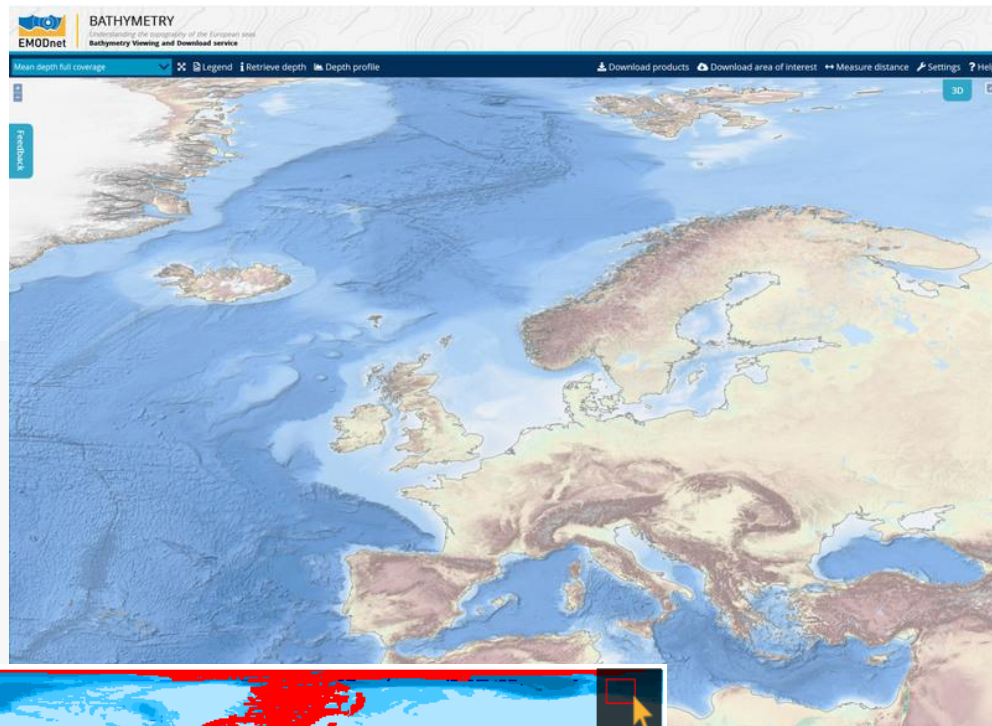 BATHYMETRY
Understanding the topography of the European seas
EMODnet
Bathymetry Viewing and Download service
Mean depth full coverage
Legend
Retrieve depth
Depth profile
Download products
Download area of interest
Measure distance
Settings
? Help
3D
Feedback